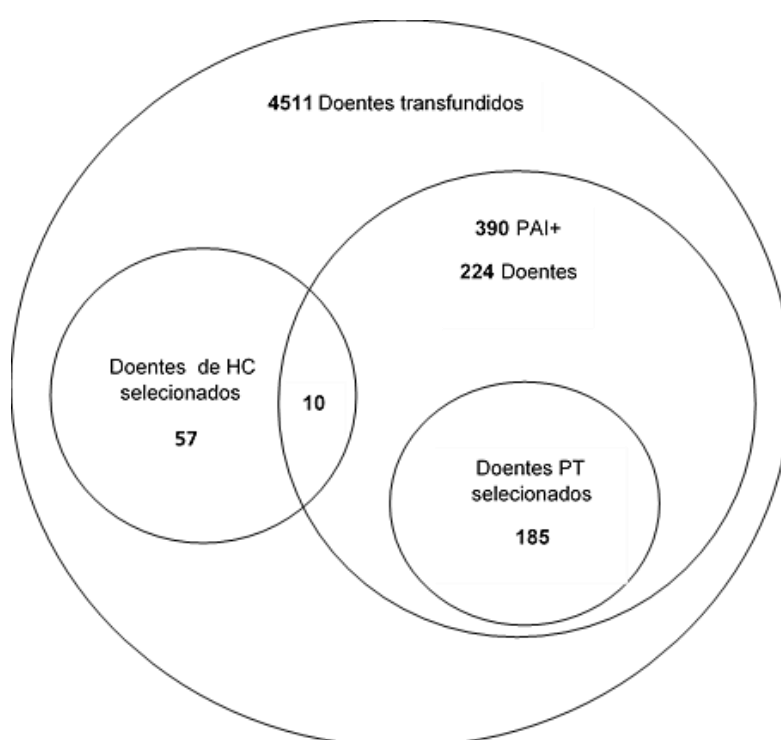 4511 Doentes transfundidos
390 PAI+
224 Doentes
Doentes de HC
selecionados
57
10
Doentes PT
selecionados
185